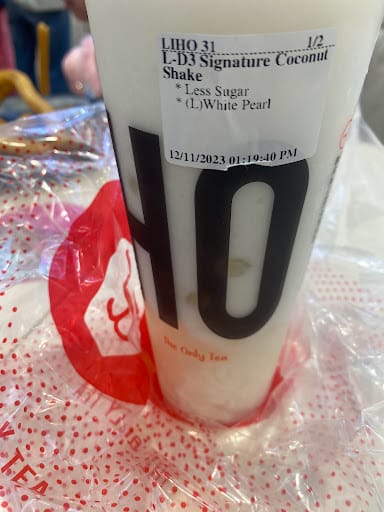 LIHO 31 1/2
L-D3 Signature Coconut
Shake
* Less Sugar
* (L)White Pearl
12/11/2023 01:19:40 PM
HO
The Only Tea
TEA